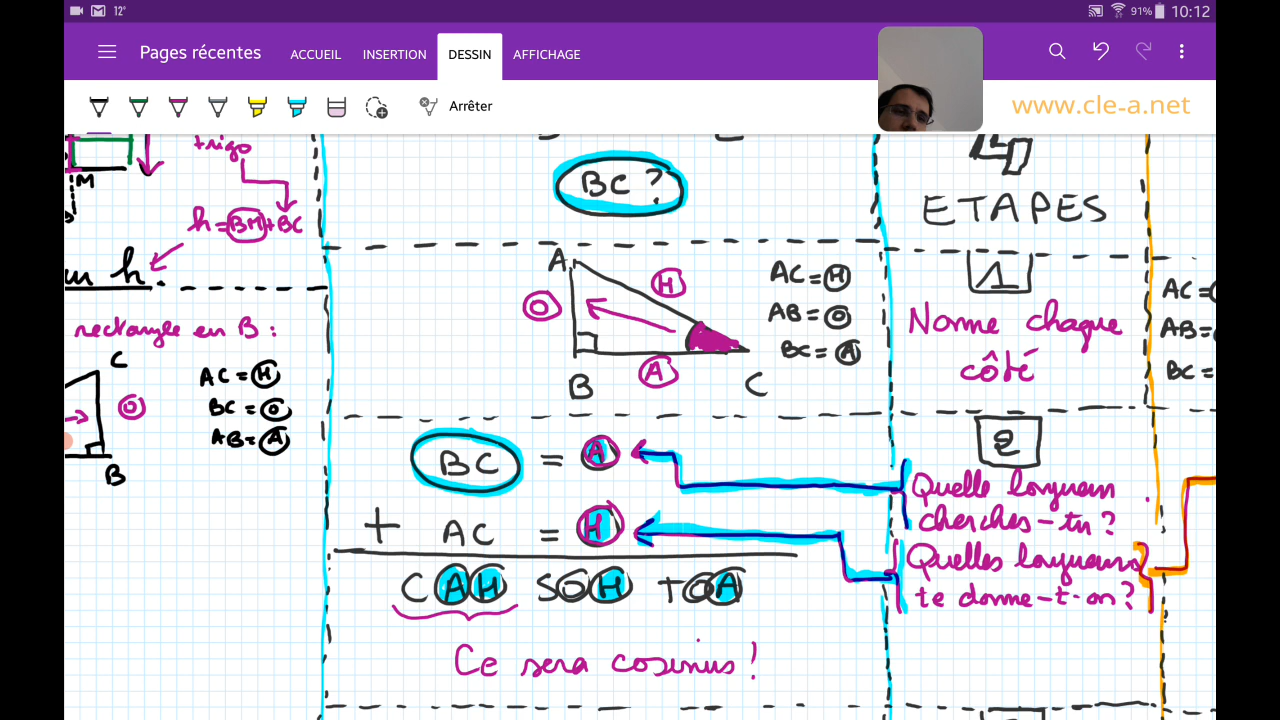 12°
91% 10:12
Pages récentes
ACCUEIL
INSERTION
DESSIN
AFFICHAGE
Arrêter
www.cle-a.net
trigo
M
h=BM+BC
h.
rectangle en B :
C
AC = H
BC = O
AB = A
O
B
BC ?
A
H
O
A
B
C
AC = H
AB = O
BC = A
BC = A
+ AC = H
CAH SOH TOA
Ce sera cosinus !
4
ETAPES
1
Nome chaque
côté
2
Quelle longueur
cherches-tu ?
Quelles longueurs
te donne-t-on ?
AC =
AB =
BC =